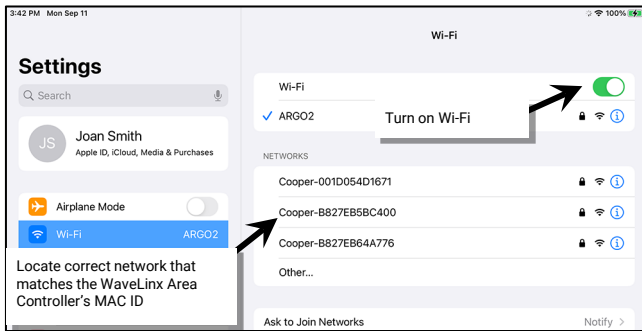 3:42 PM Mon Sep 11
100%
Wi-Fi
Settings
Search
JS
Joan Smith
Apple ID, iCloud, Media & Purchases
Airplane Mode
Wi-Fi ARGO2
Locate correct network that
matches the WaveLinx Area
Controller's MAC ID
Wi-Fi
Turn on Wi-Fi
ARGO2
NETWORKS
Cooper-001D054D1671
Cooper-B827EB5BC400
Cooper-B827EB64A776
Other...
Ask to Join Networks Notify